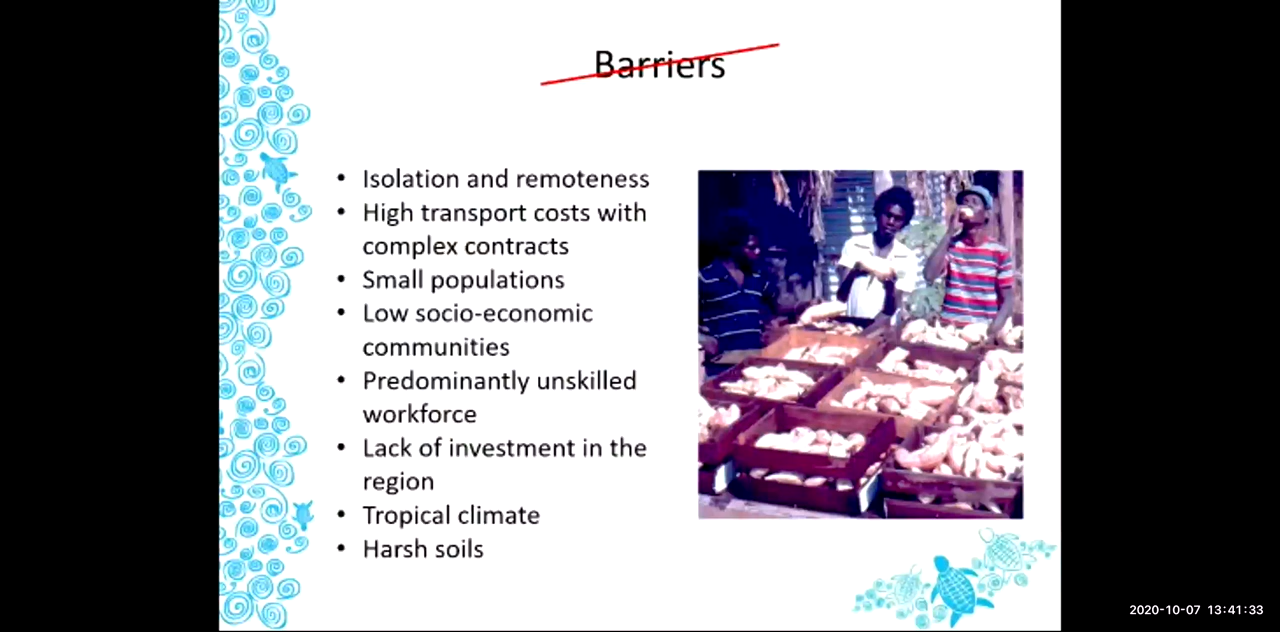 Barriers
• Isolation and remoteness
• High transport costs with
complex contracts
• Small populations
• Low socio-economic
communities
• Predominantly unskilled
workforce
• Lack of investment in the
region
• Tropical climate
• Harsh soils
2020-10-07 13:41:33